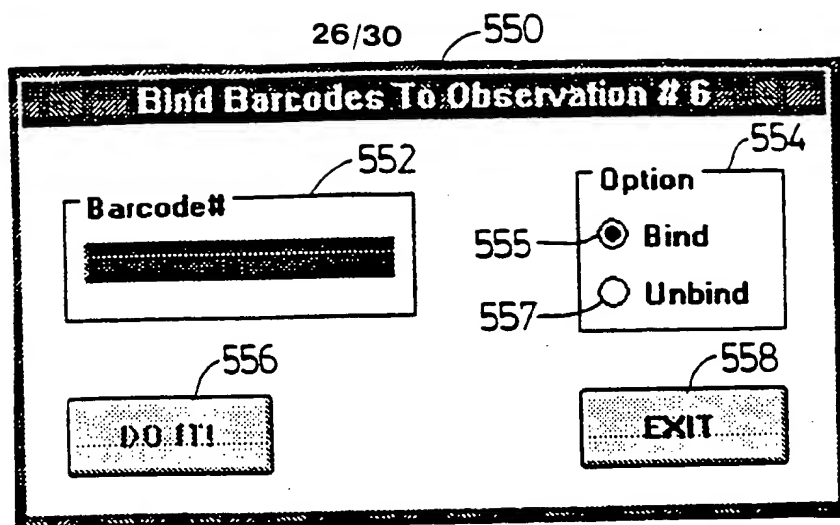 26/30 550
Bind Barcodes To Observation # 6
552 554
Barcode# Option
555 Bind
557 Unbind
556 558
DO IT! EXIT